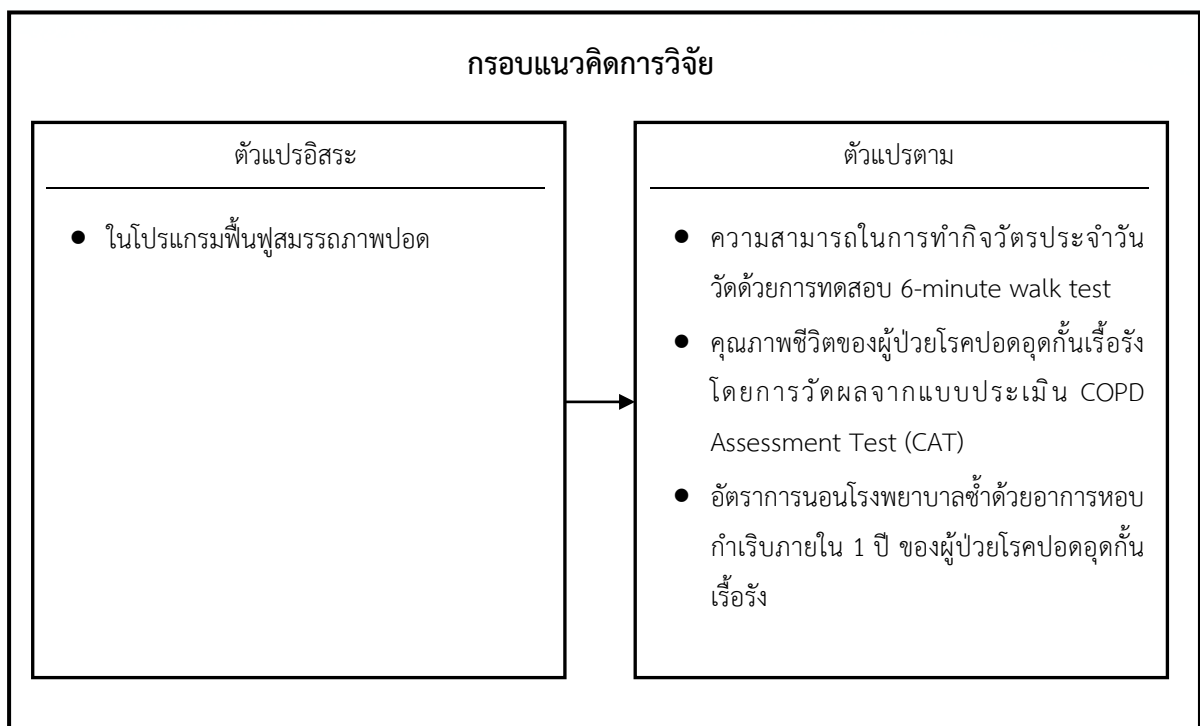 กรอบแนวคิดการวิจัย
ตัวแปรอิสระ
● ในโปรแกรมฟื้นฟูสมรรถภาพปอด
ตัวแปรตาม
● ความสามารถในการทำกิจวัตรประจำวัน
วัดด้วยการทดสอบ 6-minute walk test
● คุณภาพชีวิตของผู้ป่วยโรคปอดอุดกั้นเรื้อรัง
โดยการวัดผลจากแบบประเมิน COPD
Assessment Test (CAT)
● อัตราการนอนโรงพยาบาลซ้ำด้วยอาการหอบ
กำเริบภายใน 1 ปี ของผู้ป่วยโรคปอดอุดกั้น
เรื้อรัง